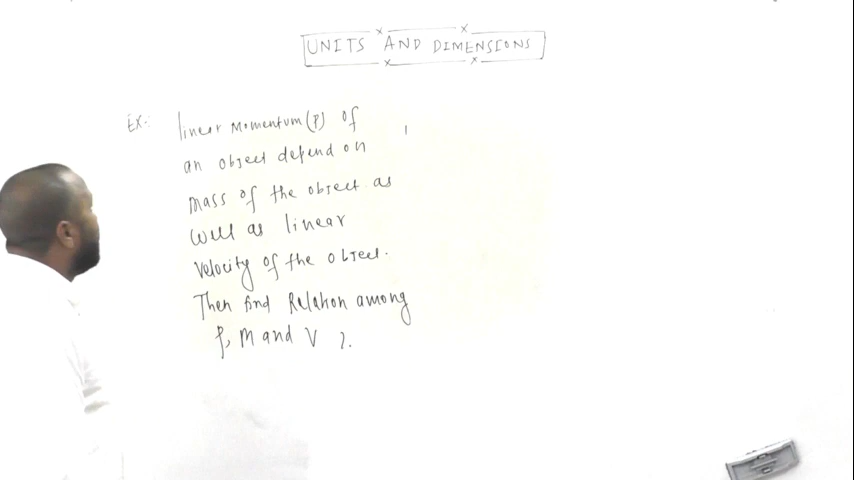 UNITS AND DIMENSIONS
EX:- linear Momentum (P) of
an object depend on
mass of the object as
well as linear
velocity of the object.
Then find Relation among
P, M and V ?.